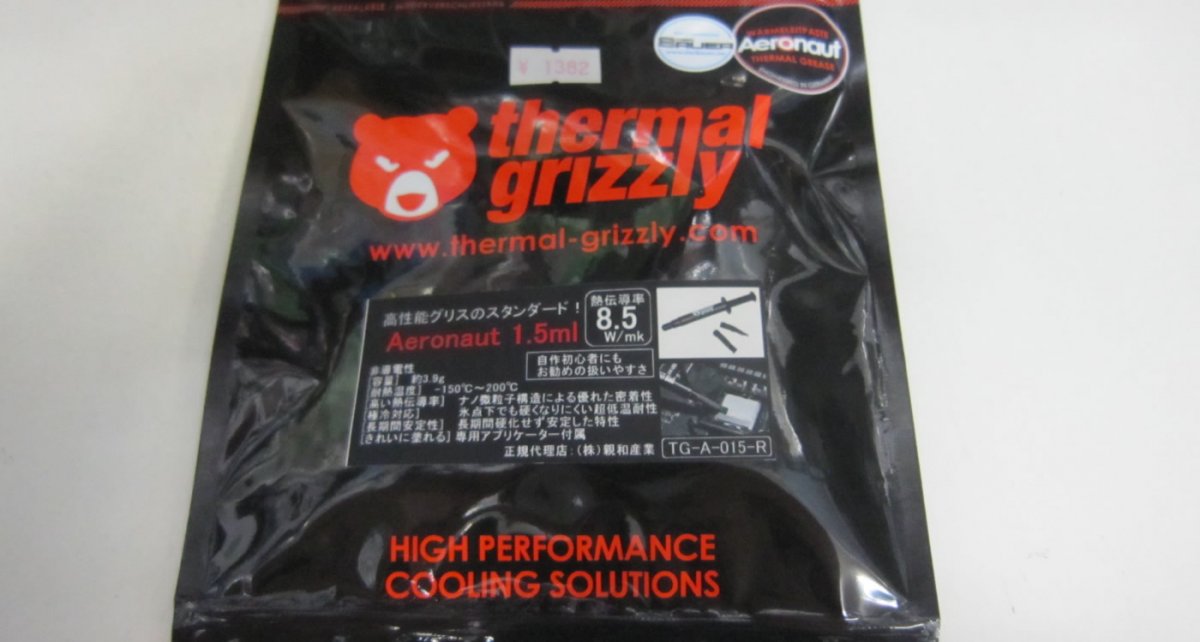 ¥ 1382
WÄRMELEITPASTE
Aeronaut
THERMAL GREASE
thermal
grizzly
www.thermal-grizzly.com
高性能グリスのスタンダード！
Aeronaut 1.5ml
熱伝導率
8.5
W/mk
自作初心者にも
お勧めの扱いやすさ
非導電性
[容量] 約3.9g
耐熱温度] -150℃～200℃
高い熱伝導率] ナノ微粒子構造による優れた密着性
極冷対応] 氷点下でも硬くなりにくい超低温耐性
長期間安定性] 長期間硬化せず安定した特性
[きれいに塗れる] 専用アプリケーター付属
正規代理店：(株)親和産業
TG-A-015-R
HIGH PERFORMANCE
COOLING SOLUTIONS